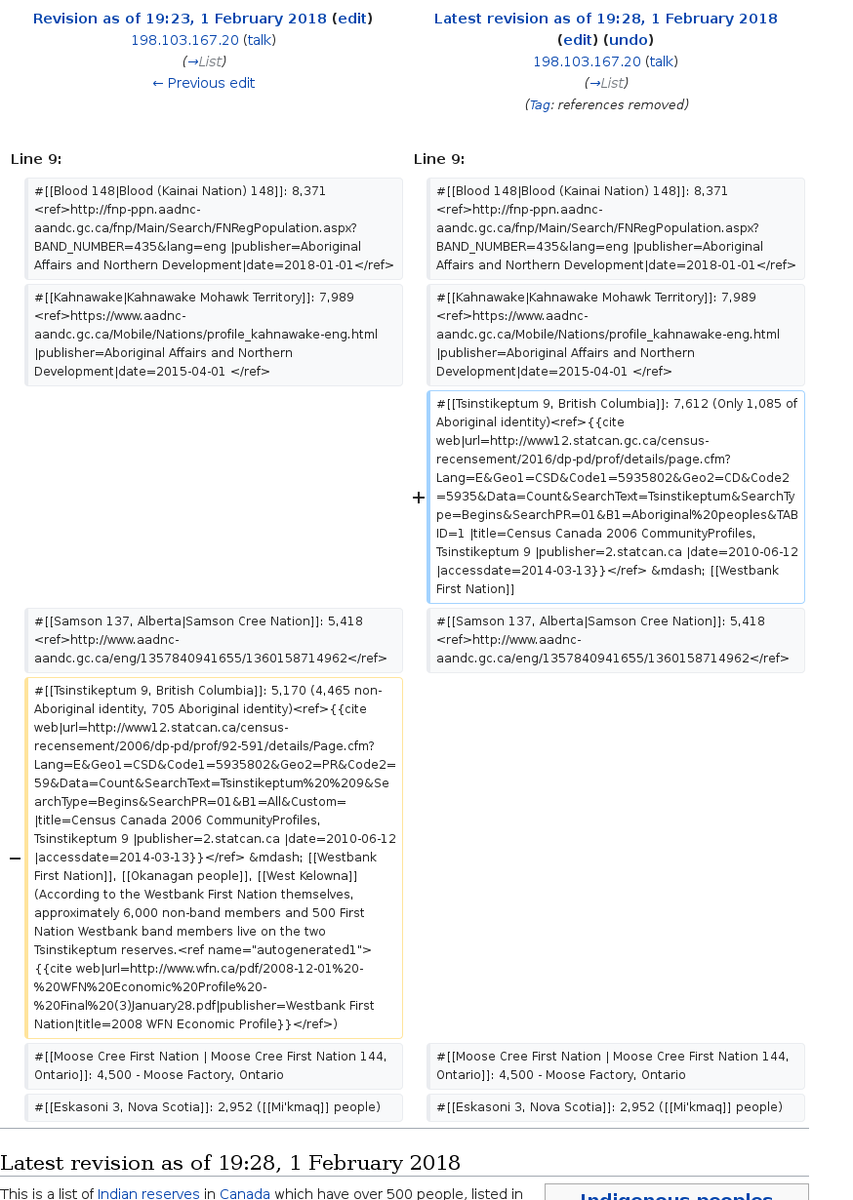 Revision as of 19:23, 1 February 2018 (edit)
198.103.167.20 (talk)
(→List)
← Previous edit
Latest revision as of 19:28, 1 February 2018
(edit) (undo)
198.103.167.20 (talk)
(→List)
(Tag: references removed)
Line 9:
Line 9:
#[[Blood 148|Blood (Kainai Nation) 148]]: 8,371
<ref>http://fnp-ppn.aadnc-
aandc.gc.ca/fnp/Main/Search/FNRegPopulation.aspx?
BAND_NUMBER=435&lang=eng |publisher=Aboriginal
Affairs and Northern Development|date=2018-01-01</ref>
#[[Blood 148|Blood (Kainai Nation) 148]]: 8,371
<ref>http://fnp-ppn.aadnc-
aandc.gc.ca/fnp/Main/Search/FNRegPopulation.aspx?
BAND_NUMBER=435&lang=eng |publisher=Aboriginal
Affairs and Northern Development|date=2018-01-01</ref>
#[[Kahnawake|Kahnawake Mohawk Territory]]: 7,989
<ref>https://www.aadnc-
aandc.gc.ca/Mobile/Nations/profile_kahnawake-eng.html
|publisher=Aboriginal Affairs and Northern
Development|date=2015-04-01 </ref>
#[[Kahnawake|Kahnawake Mohawk Territory]]: 7,989
<ref>https://www.aadnc-
aandc.gc.ca/Mobile/Nations/profile_kahnawake-eng.html
|publisher=Aboriginal Affairs and Northern
Development|date=2015-04-01 </ref>
+
#[[Tsinstikeptum 9, British Columbia]]: 7,612 (Only 1,085 of
Aboriginal identity)<ref>{{cite
web|url=http://www12.statcan.gc.ca/census-
recensement/2016/dp-pd/prof/details/page.cfm?
Lang=E&Geo1=CSD&Code1=5935802&Geo2=CD&Code2
=5935&Data=Count&SearchText=Tsinstikeptum&SearchTy
pe=Begins&SearchPR=01&B1=Aboriginal%20peoples&TAB
ID=1 |title=Census Canada 2006 CommunityProfiles,
Tsinstikeptum 9 |publisher=2.statcan.ca |date=2010-06-12
|accessdate=2014-03-13}}</ref> &mdash; [[Westbank
First Nation]]
#[[Samson 137, Alberta|Samson Cree Nation]]: 5,418
<ref>http://www.aadnc-
aandc.gc.ca/eng/1357840941655/1360158714962</ref>
#[[Samson 137, Alberta|Samson Cree Nation]]: 5,418
<ref>http://www.aadnc-
aandc.gc.ca/eng/1357840941655/1360158714962</ref>
−
#[[Tsinstikeptum 9, British Columbia]]: 5,170 (4,465 non-
Aboriginal identity, 705 Aboriginal identity)<ref>{{cite
web|url=http://www12.statcan.ca/census-
recensement/2006/dp-pd/prof/92-591/details/Page.cfm?
Lang=E&Geo1=CSD&Code1=5935802&Geo2=PR&Code2=
59&Data=Count&SearchText=Tsinstikeptum%20%209&Se
archType=Begins&SearchPR=01&B1=All&Custom=
|title=Census Canada 2006 CommunityProfiles,
Tsinstikeptum 9 |publisher=2.statcan.ca |date=2010-06-12
|accessdate=2014-03-13}}</ref> &mdash; [[Westbank
First Nation]], [[Okanagan people]], [[West Kelowna]]
(According to the Westbank First Nation themselves,
approximately 6,000 non-band members and 500 First
Nation Westbank band members live on the two
Tsinstikeptum reserves.<ref name="autogenerated1">
{{cite web|url=http://www.wfn.ca/pdf/2008-12-01%20-
%20WFN%20Economic%20Profile%20-
%20Final%20(3)January28.pdf|publisher=Westbank First
Nation|title=2008 WFN Economic Profile}}</ref>)
#[[Moose Cree First Nation | Moose Cree First Nation 144,
Ontario]]: 4,500 - Moose Factory, Ontario
#[[Moose Cree First Nation | Moose Cree First Nation 144,
Ontario]]: 4,500 - Moose Factory, Ontario
#[[Eskasoni 3, Nova Scotia]]: 2,952 ([[Mi'kmaq]] people)
#[[Eskasoni 3, Nova Scotia]]: 2,952 ([[Mi'kmaq]] people)
Latest revision as of 19:28, 1 February 2018
This is a list of Indian reserves in Canada which have over 500 people, listed in
Indigenous peoples